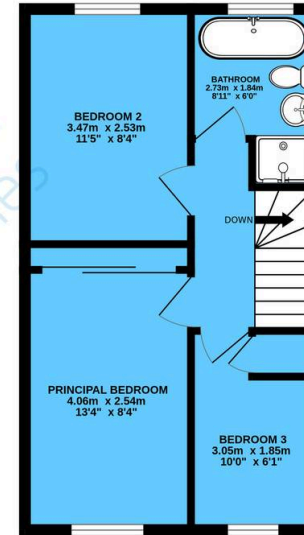 BEDROOM 2
3.47m x 2.53m
11'5" x 8'4"
BATHROOM
2.73m x 1.84m
8'11" x 6'0"
DOWN
PRINCIPAL BEDROOM
4.06m x 2.54m
13'4" x 8'4"
BEDROOM 3
3.05m x 1.85m
10'0" x 6'1"